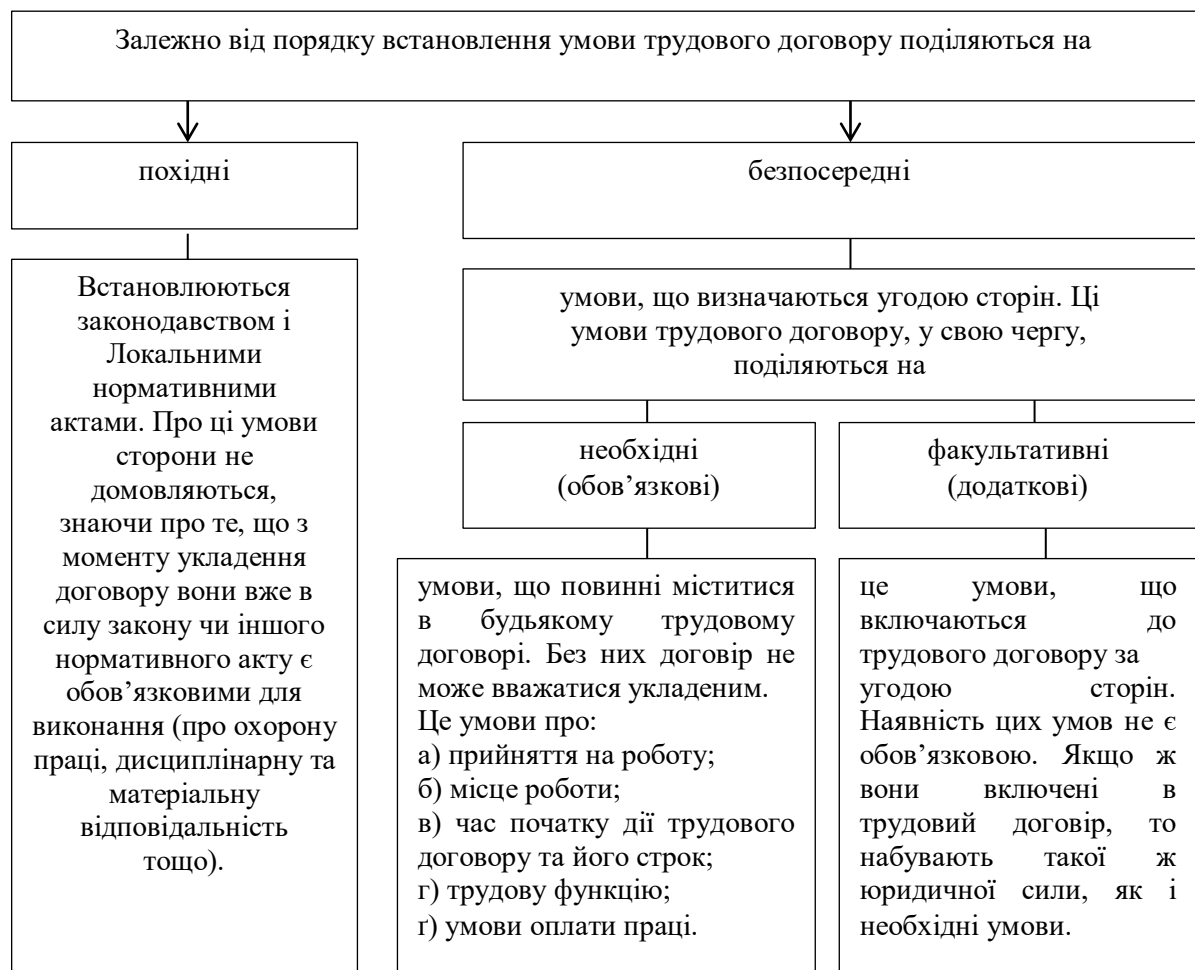 Залежно від порядку встановлення умови трудового договору поділяються на
похідні
безпосередні
Встановлюються
законодавством і
Локальними
нормативними
актами. Про ці умови
сторони не
домовляються,
знаючи про те, що з
моменту укладення
договору вони вже в
силу закону чи іншого
нормативного акту є
обов’язковими для
виконання (про охорону
праці, дисциплінарну та
матеріальну
відповідальність
тощо).
умови, що визначаються угодою сторін. Ці
умови трудового договору, у свою чергу,
поділяються на
необхідні
(обов’язкові)
факультативні
(додаткові)
умови, що повинні міститися
в будьякому трудовому
договорі. Без них договір не
може вважатися укладеним.
Це умови про:
а) прийняття на роботу;
б) місце роботи;
в) час початку дії трудового
договору та його строк;
г) трудову функцію;
ґ) умови оплати праці.
це умови, що
включаються до
трудового договору за
угодою сторін.
Наявність цих умов не є
обов’язковою. Якщо ж
вони включені в
трудовий договір, то
набувають такої ж
юридичної сили, як і
необхідні умови.